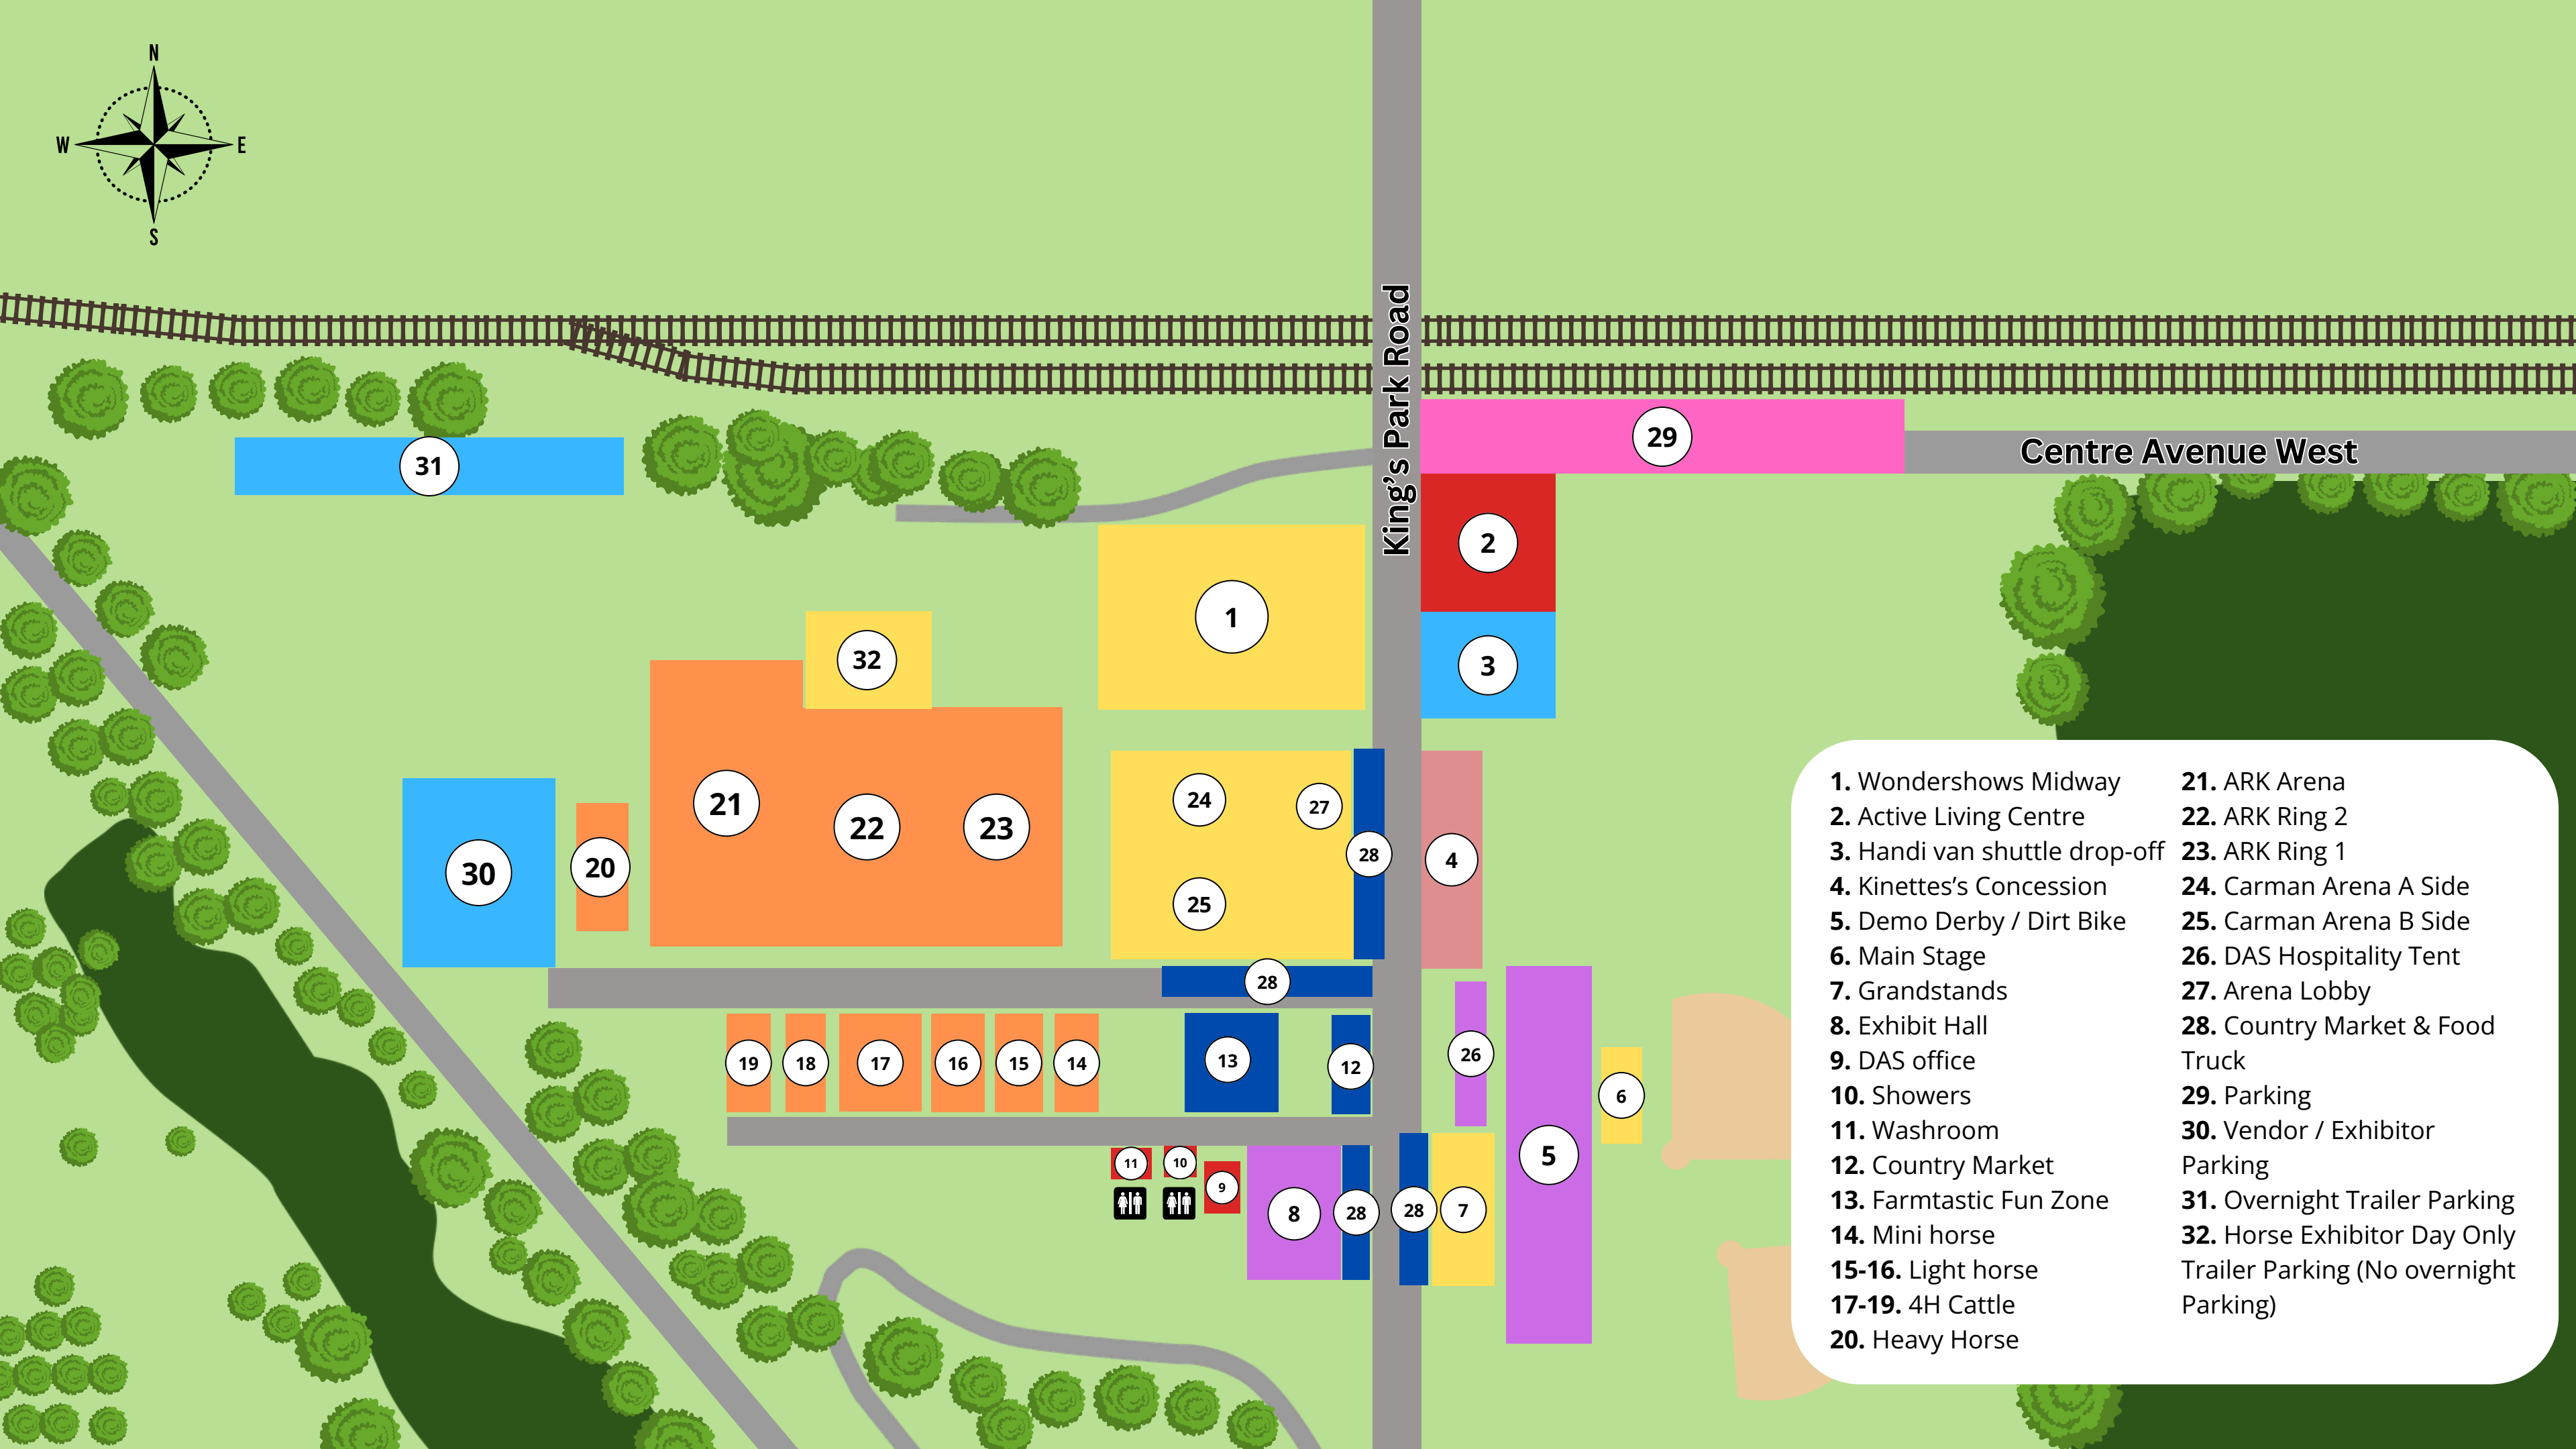 N
W
E
S
King's Park Road
29
Centre Avenue West
31
2
1
32
3
21
24
27
22
23
28
4
20
30
25
28
19
18
17
16
15
14
13
12
26
6
11
10
9
8
28
28
7
5
1. Wondershows Midway
2. Active Living Centre
3. Handi van shuttle drop-off
4. Kinettes’s Concession
5. Demo Derby / Dirt Bike
6. Main Stage
7. Grandstands
8. Exhibit Hall
9. DAS office
10. Showers
11. Washroom
12. Country Market
13. Farmtastic Fun Zone
14. Mini horse
15-16. Light horse
17-19. 4H Cattle
20. Heavy Horse
21. ARK Arena
22. ARK Ring 2
23. ARK Ring 1
24. Carman Arena A Side
25. Carman Arena B Side
26. DAS Hospitality Tent
27. Arena Lobby
28. Country Market & Food
Truck
29. Parking
30. Vendor / Exhibitor
Parking
31. Overnight Trailer Parking
32. Horse Exhibitor Day Only
Trailer Parking (No overnight
Parking)